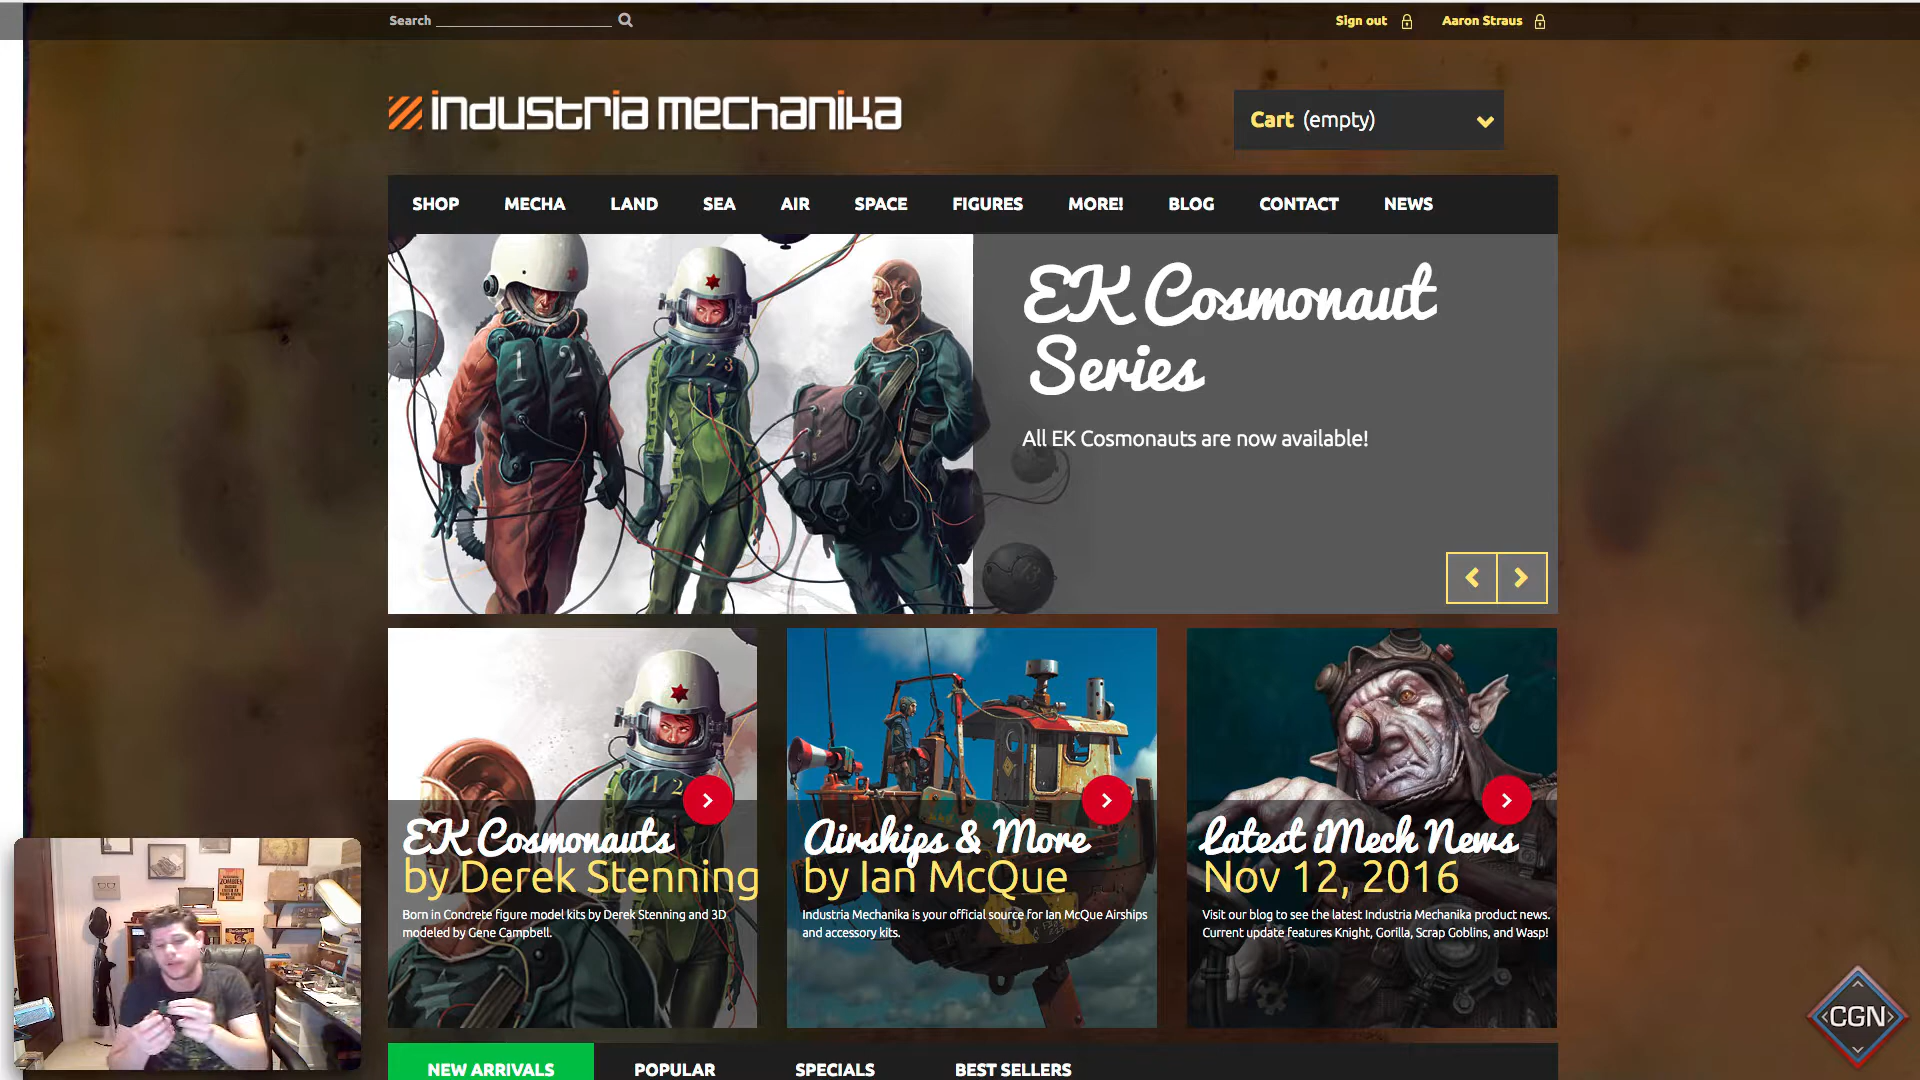 Search
Sign out
Aaron Straus
industria mechanika
Cart (empty)
SHOP
MECHA
LAND
SEA
AIR
SPACE
FIGURES
MORE!
BLOG
CONTACT
NEWS
EK Cosmonaut
Series
All EK Cosmonauts are now available!
1 2 3
EK Cosmonauts
by Derek Stenning
Born in Concrete figure model kits by Derek Stenning and 3D
modeled by Gene Campbell.
Airships & More
by Ian McQue
Industria Mechanika is your official source for Ian McQue Airships
and accessory kits.
Latest iMech News
Nov 12, 2016
Visit our blog to see the latest Industria Mechanika product news.
Current update features Knight, Gorilla, Scrap Goblins, and Wasp!
NEW ARRIVALS
POPULAR
SPECIALS
BEST SELLERS
CGN